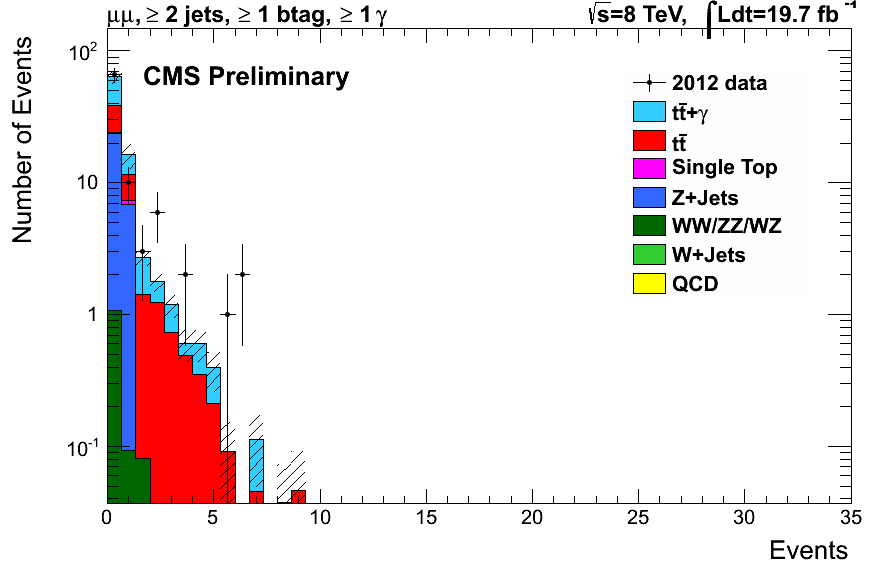 μμ, ≥ 2 jets, ≥ 1 btag, ≥ 1 γ
√s=8 TeV, ∫Ldt=19.7 fb⁻¹
CMS Preliminary
2012 data
tt̄+γ
tt̄
Single Top
Z+Jets
WW/ZZ/WZ
W+Jets
QCD
Number of Events
10²
10
1
10⁻¹
0 5 10 15 20 25 30 35
Events